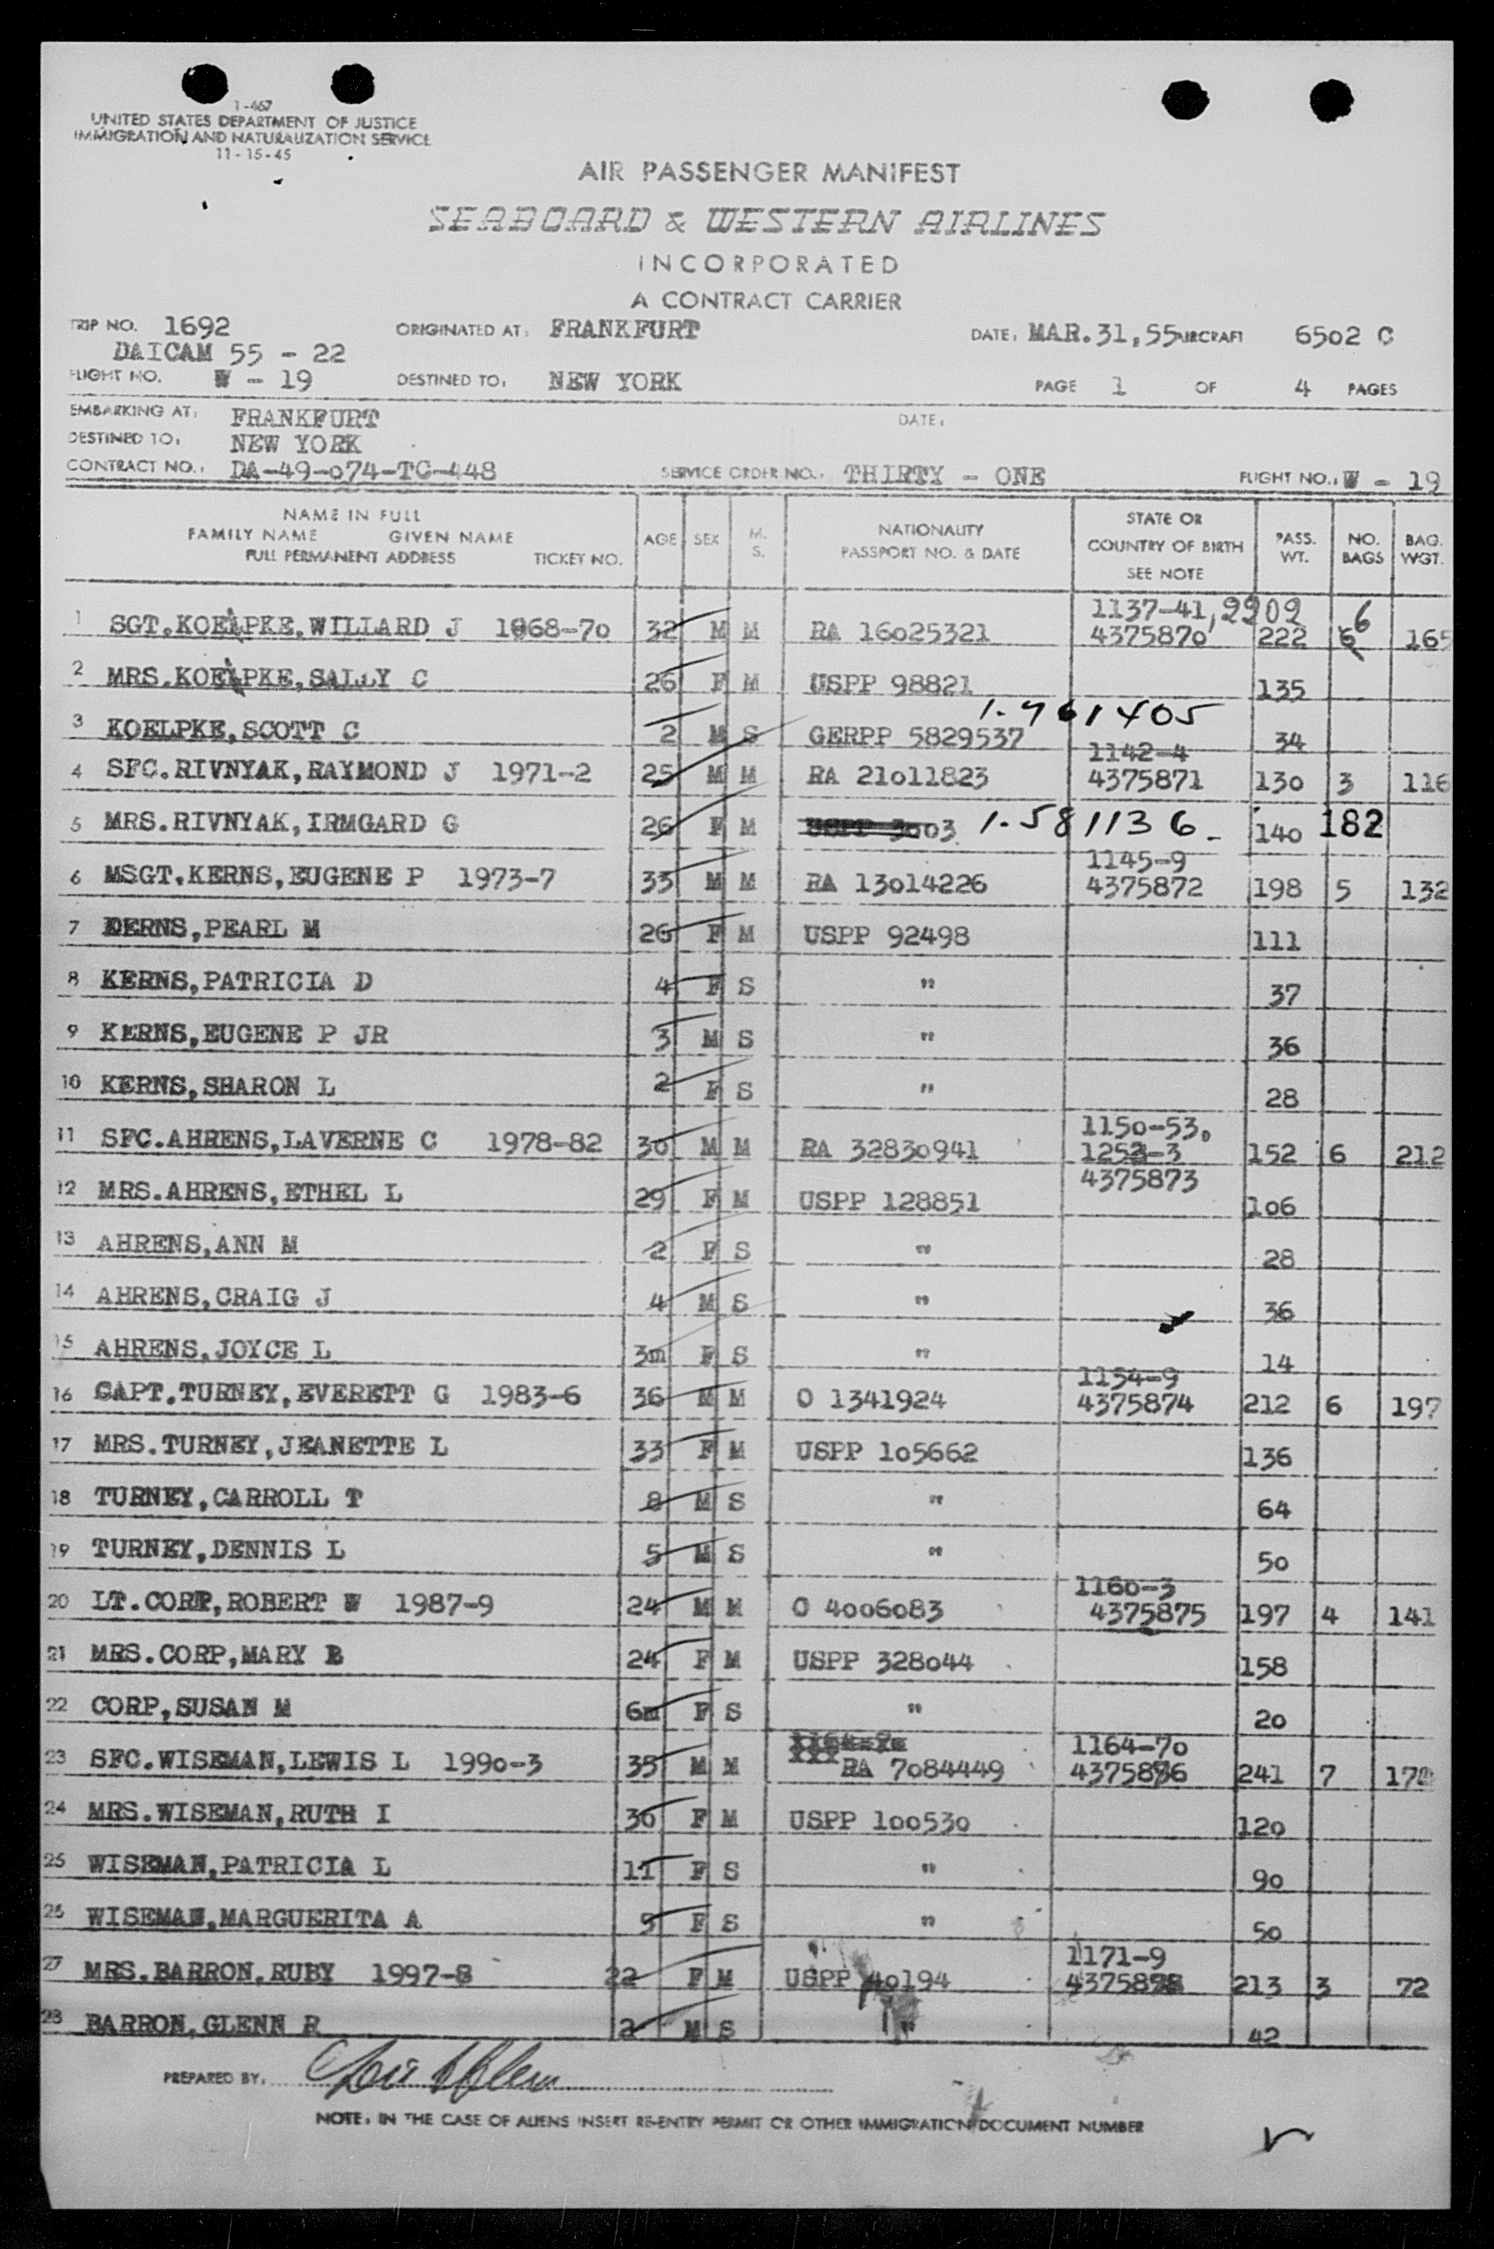 1-467
UNITED STATES DEPARTMENT OF JUSTICE
IMMIGRATION AND NATURALIZATION SERVICE
11-15-45
AIR PASSENGER MANIFEST
SEABOARD & WESTERN AIRLINES
INCORPORATED
A CONTRACT CARRIER
TRIP NO. 1692 ORIGINATED AT: FRANKFURT DATE: MAR.31,55 AIRCRAFT 6502 C
DAICAM 55 - 22
FLIGHT NO. W - 19 DESTINED TO: NEW YORK PAGE 1 OF 4 PAGES
EMBARKING AT: FRANKFURT DATE:
DESTINED TO: NEW YORK
CONTRACT NO.: DA-49-074-TC-448 SERVICE ORDER NO.: THIRTY - ONE FLIGHT NO.: W - 19
NAME IN FULL
FAMILY NAME GIVEN NAME
FULL PERMANENT ADDRESS TICKET NO. AGE SEX M. S. NATIONALITY PASSPORT NO. & DATE STATE OR COUNTRY OF BIRTH SEE NOTE PASS. WT. NO. BAGS BAG. WGT.
1137-41,2202 6
1 SGT.KOELPKE,WILLARD J 1968-70 32 M M RA 16025321 4375870 222 6 165
2 MRS.KOELPKE,SALLY C 26 F M USPP 98821 135
1-761405
3 KOELPKE,SCOTT C 2 M S GERPP 5829537 34
1142-4
4 SFC.RIVNYAK,RAYMOND J 1971-2 25 M M RA 21011823 4375871 130 3 116
5 MRS.RIVNYAK,IRMGARD G 26 F M USPP 3003 1-581136- 140 182
1145-9
6 MSGT.KERNS,EUGENE P 1973-7 33 M M RA 13014226 4375872 198 5 132
7 DERNS,PEARL M 26 F M USPP 92498 111
8 KERNS,PATRICIA D 4 F S " 37
9 KERNS,EUGENE P JR 3 M S " 36
10 KERNS,SHARON L 2 F S " 28
1150-53,
11 SFC.AHRENS,LAVERNE C 1978-82 30 M M RA 32830941 1252-3 152 6 212
4375873
12 MRS.AHRENS,ETHEL L 29 F M USPP 128851 106
13 AHRENS,ANN M 2 F S " 28
14 AHRENS,CRAIG J 4 M S " 36
15 AHRENS,JOYCE L 3m F S " 14
1154-9
16 CAPT.TURNEY,EVERETT G 1983-6 36 M M O 1341924 4375874 212 6 197
17 MRS.TURNEY,JEANETTE L 33 F M USPP 105662 136
18 TURNEY,CARROLL T 8 M S " 64
19 TURNEY,DENNIS L 5 M S " 50
1160-3
20 LT.CORP,ROBERT W 1987-9 24 M M O 4006083 4375875 197 4 141
21 MRS.CORP,MARY B 24 F M USPP 328044 158
22 CORP,SUSAN M 6m F S " 20
1164-70
23 SFC.WISEMAN,LEWIS L 1990-3 35 M M RA 7084449 4375876 241 7
24 MRS.WISEMAN,RUTH I 30 F M USPP 100530 120
25 WISEMAN,PATRICIA L 11 F S " 90
26 WISEMAN,MARGUERITA A 5 F S " 50
1171-9
27 MRS.BARRON,RUBY 1997-8 22 F M USPP 40194 213 3 72
28 BARRON,GLENN R 2 M S " 42
PREPARED BY:
NOTE: IN THE CASE OF ALIENS INSERT RE-ENTRY PERMIT OR OTHER IMMIGRATION DOCUMENT NUMBER